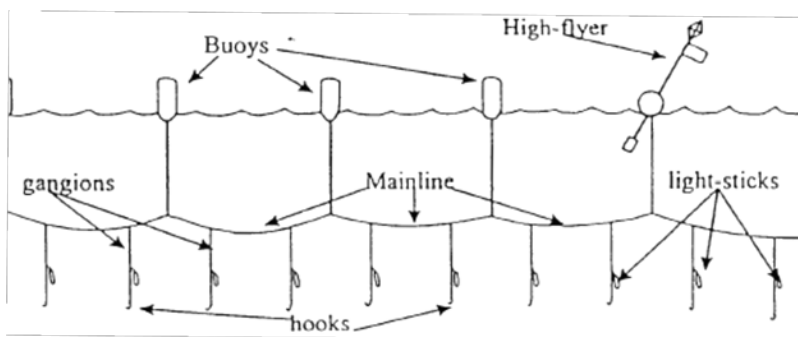 High-flyer
Buoys
gangions
Mainline
light-sticks
hooks